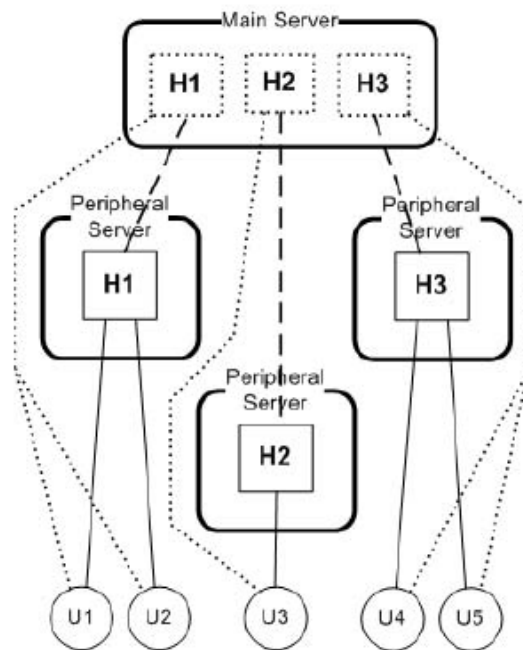 Main Server
H1 H2 H3
Peripheral Server
Peripheral Server
H1
H3
Peripheral Server
H2
U1 U2 U3 U4 U5